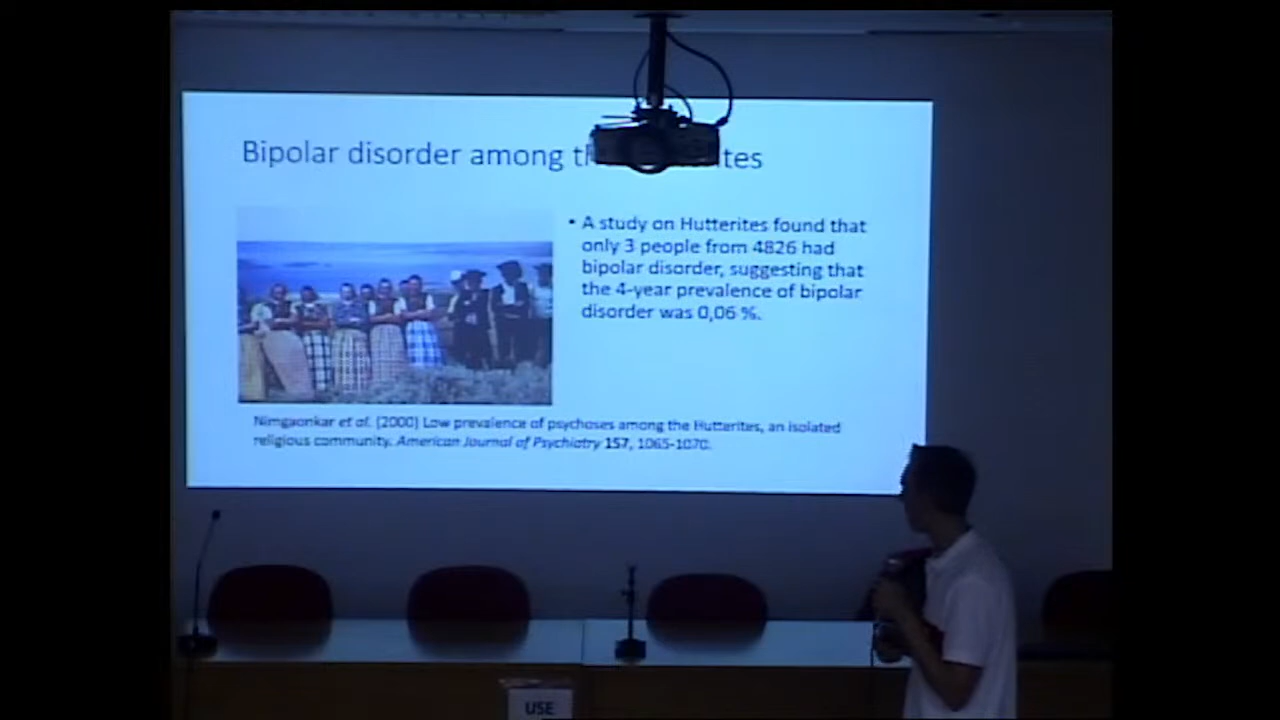 Bipolar disorder among th ites
• A study on Hutterites found that
only 3 people from 4826 had
bipolar disorder, suggesting that
the 4-year prevalence of bipolar
disorder was 0,06 %.
Nimgaonkar et al. (2000) Low prevalence of psychoses among the Hutterites, an isolated
religious community. American Journal of Psychiatry 157, 1065-1070.
USE